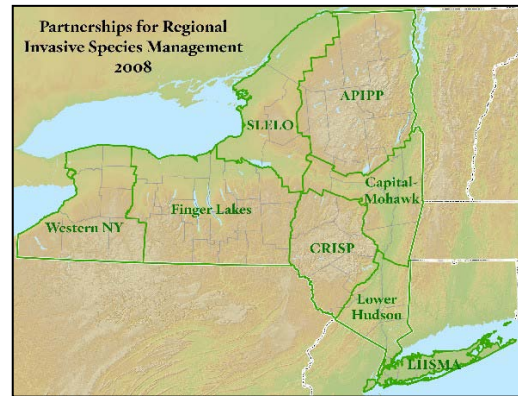 Partnerships for Regional
Invasive Species Management
2008
APIPP
SLELO
Capital-
Mohawk
Finger Lakes
Western NY
CRISP
Lower
Hudson
LIISMA